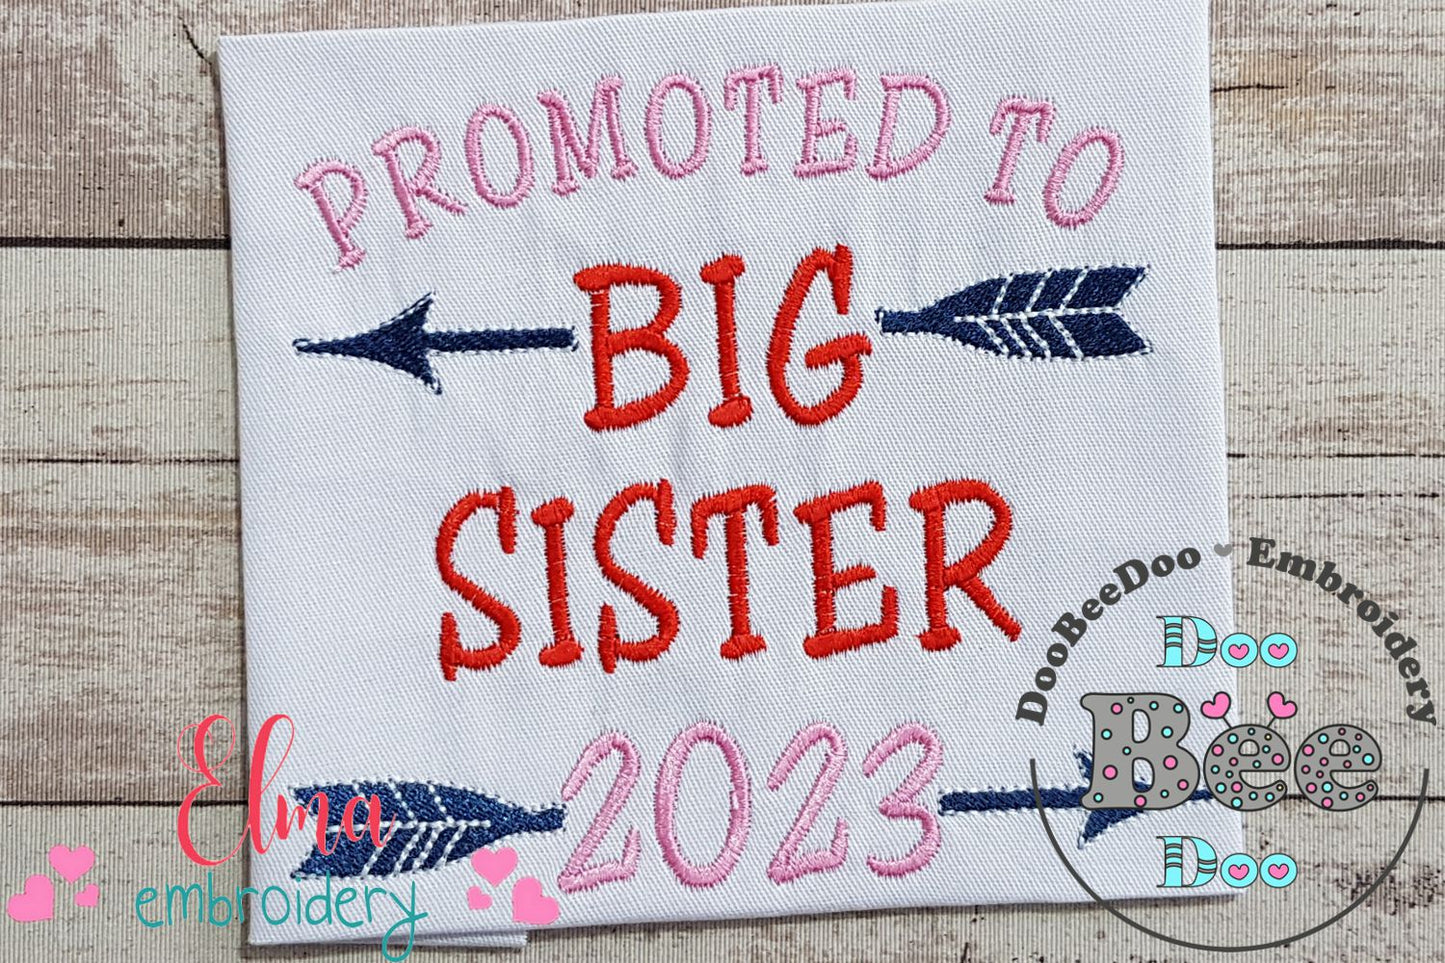 PROMOTED TO
BIG
SISTER
2023
Elma
embroidery
DooBeeDoo Embroidery
Doo
Bee
Doo